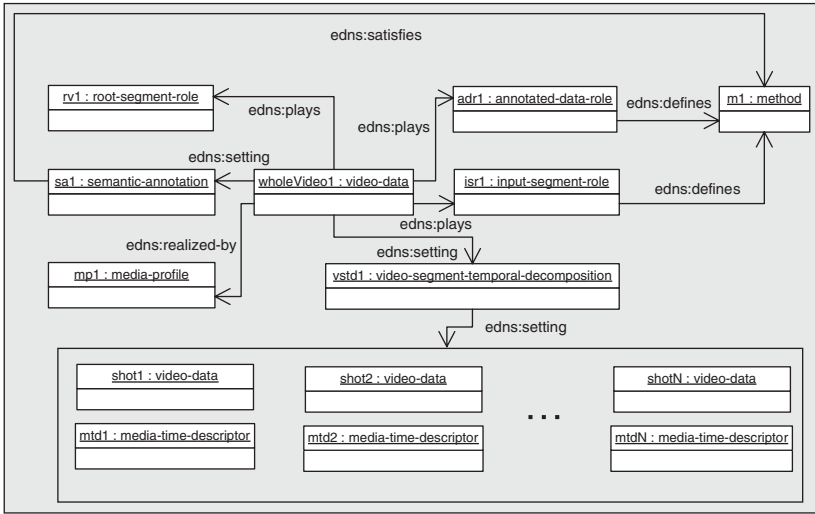 edns:satisfies
rv1 : root-segment-role
adr1 : annotated-data-role
m1 : method
edns:defines
edns:plays
edns:plays
edns:setting
sa1 : semantic-annotation
wholeVideo1 : video-data
isr1 : input-segment-role
edns:defines
edns:plays
edns:realized-by
edns:setting
mp1 : media-profile
vstd1 : video-segment-temporal-decomposition
edns:setting
shot1 : video-data
shot2 : video-data
shotN : video-data
...
mtd1 : media-time-descriptor
mtd2 : media-time-descriptor
mtdN : media-time-descriptor